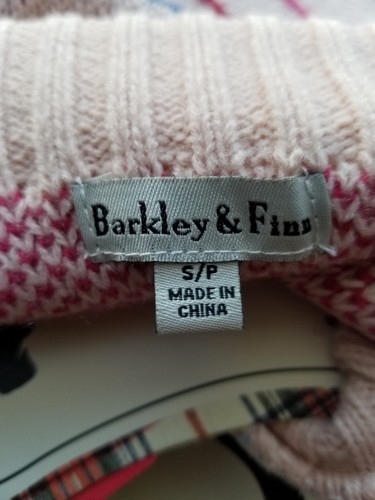 Barkley & Finn
S/P
MADE IN
CHINA